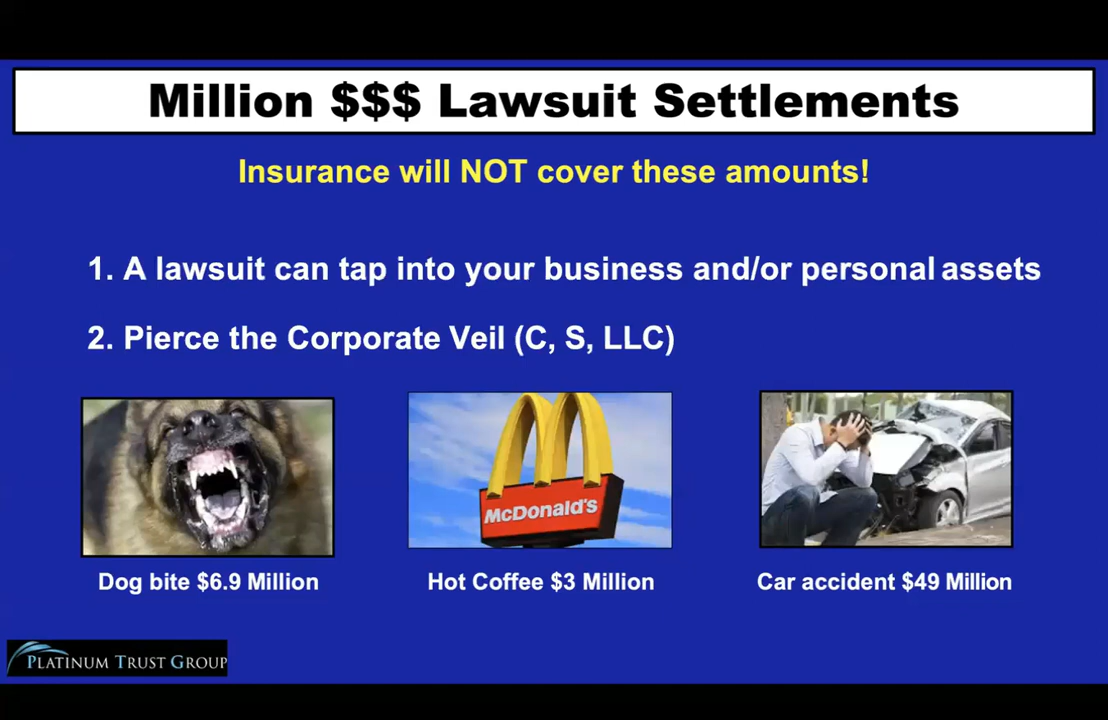 Million $$$ Lawsuit Settlements
Insurance will NOT cover these amounts!
1. A lawsuit can tap into your business and/or personal assets
2. Pierce the Corporate Veil (C, S, LLC)
McDonald's
Dog bite $6.9 Million
Hot Coffee $3 Million
Car accident $49 Million
PLATINUM TRUST GROUP